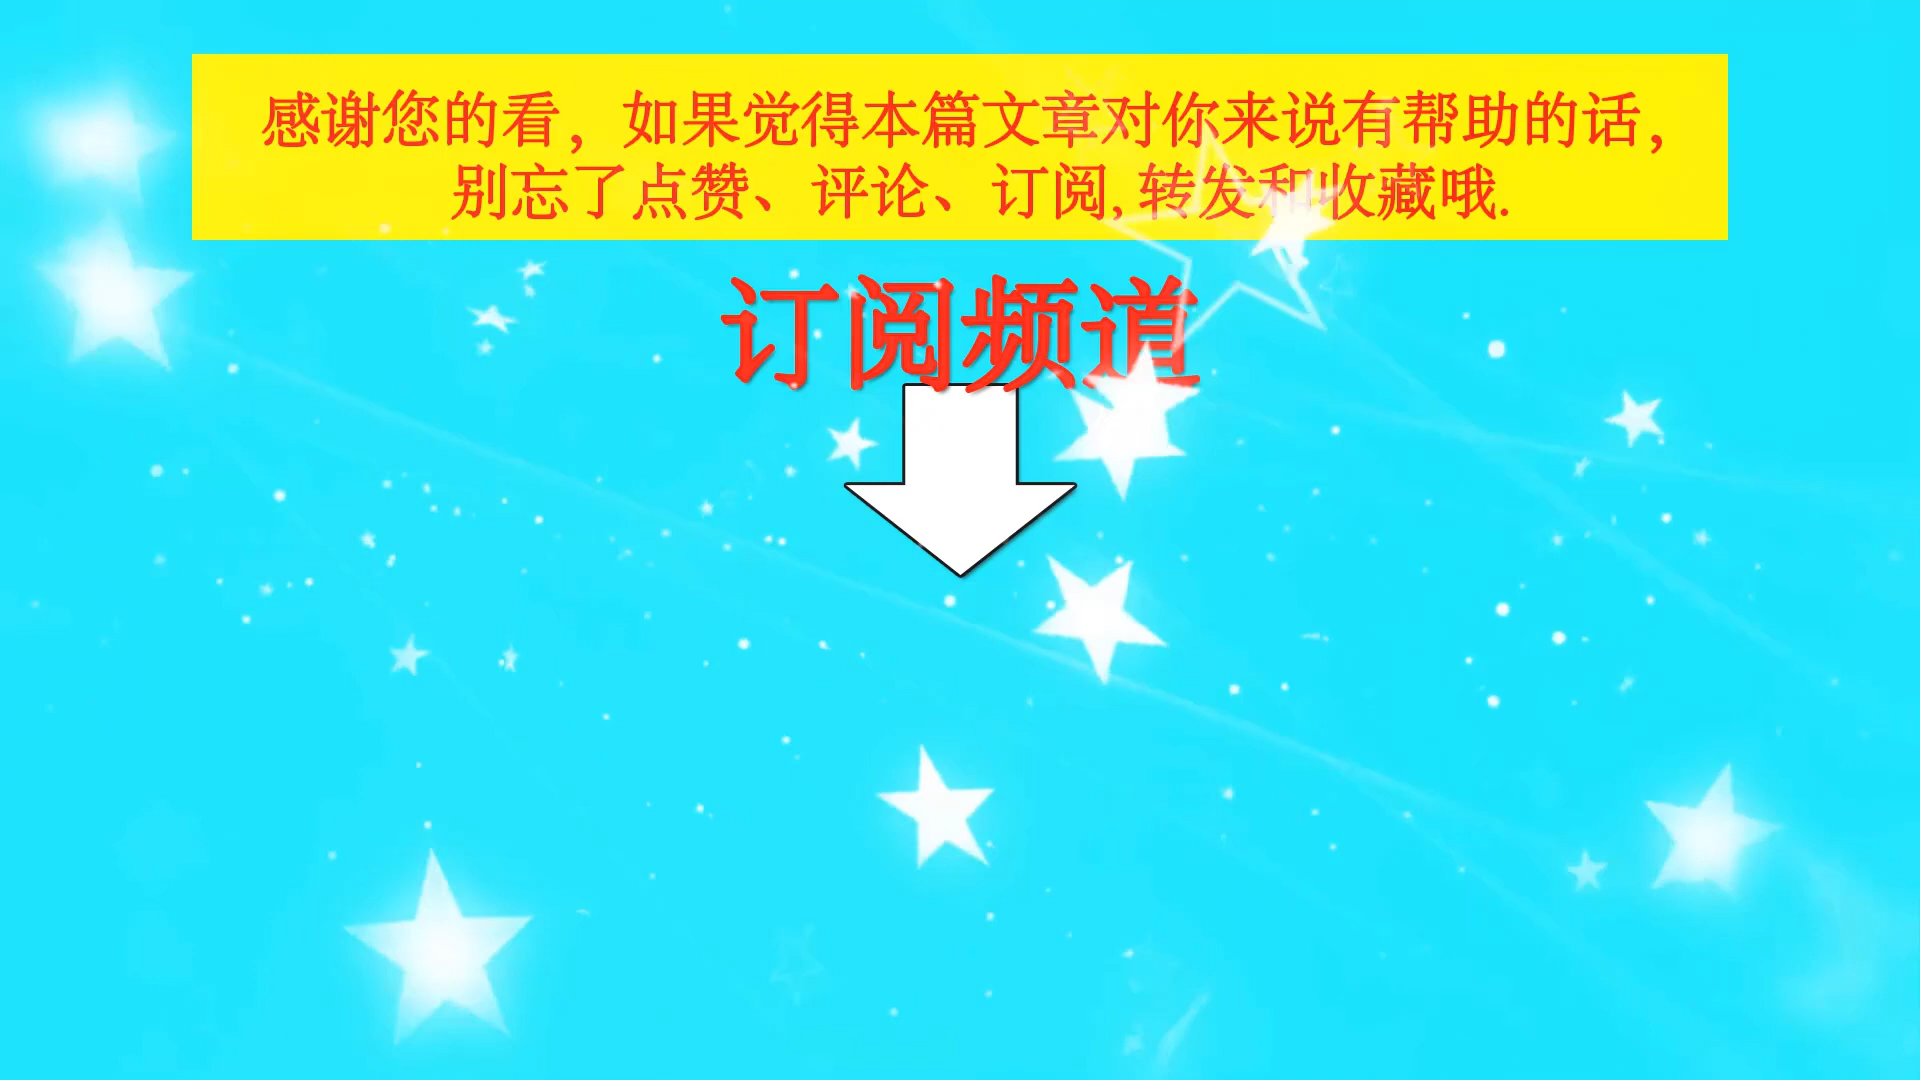 感谢您的看，如果觉得本篇文章对你来说有帮助的话，
别忘了点赞、评论、订阅,转发和收藏哦.
订阅频道